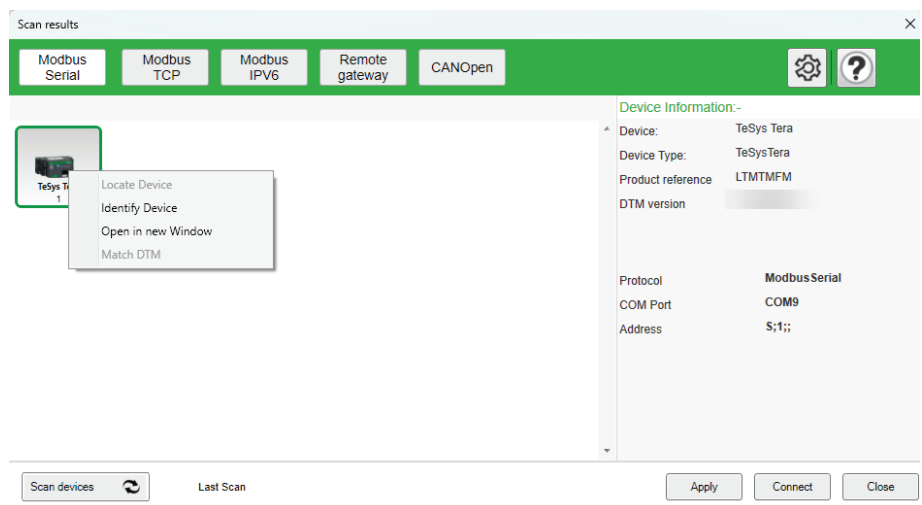 Scan results
Modbus Serial
Modbus TCP
Modbus IPV6
Remote gateway
CANOpen
Device Information:-
Device: TeSys Tera
Device Type: TeSysTera
Product reference LTMTMFM
DTM version
Protocol ModbusSerial
COM Port COM9
Address S;1;;
TeSys
1
Locate Device
Identify Device
Open in new Window
Match DTM
Scan devices
Last Scan
Apply
Connect
Close